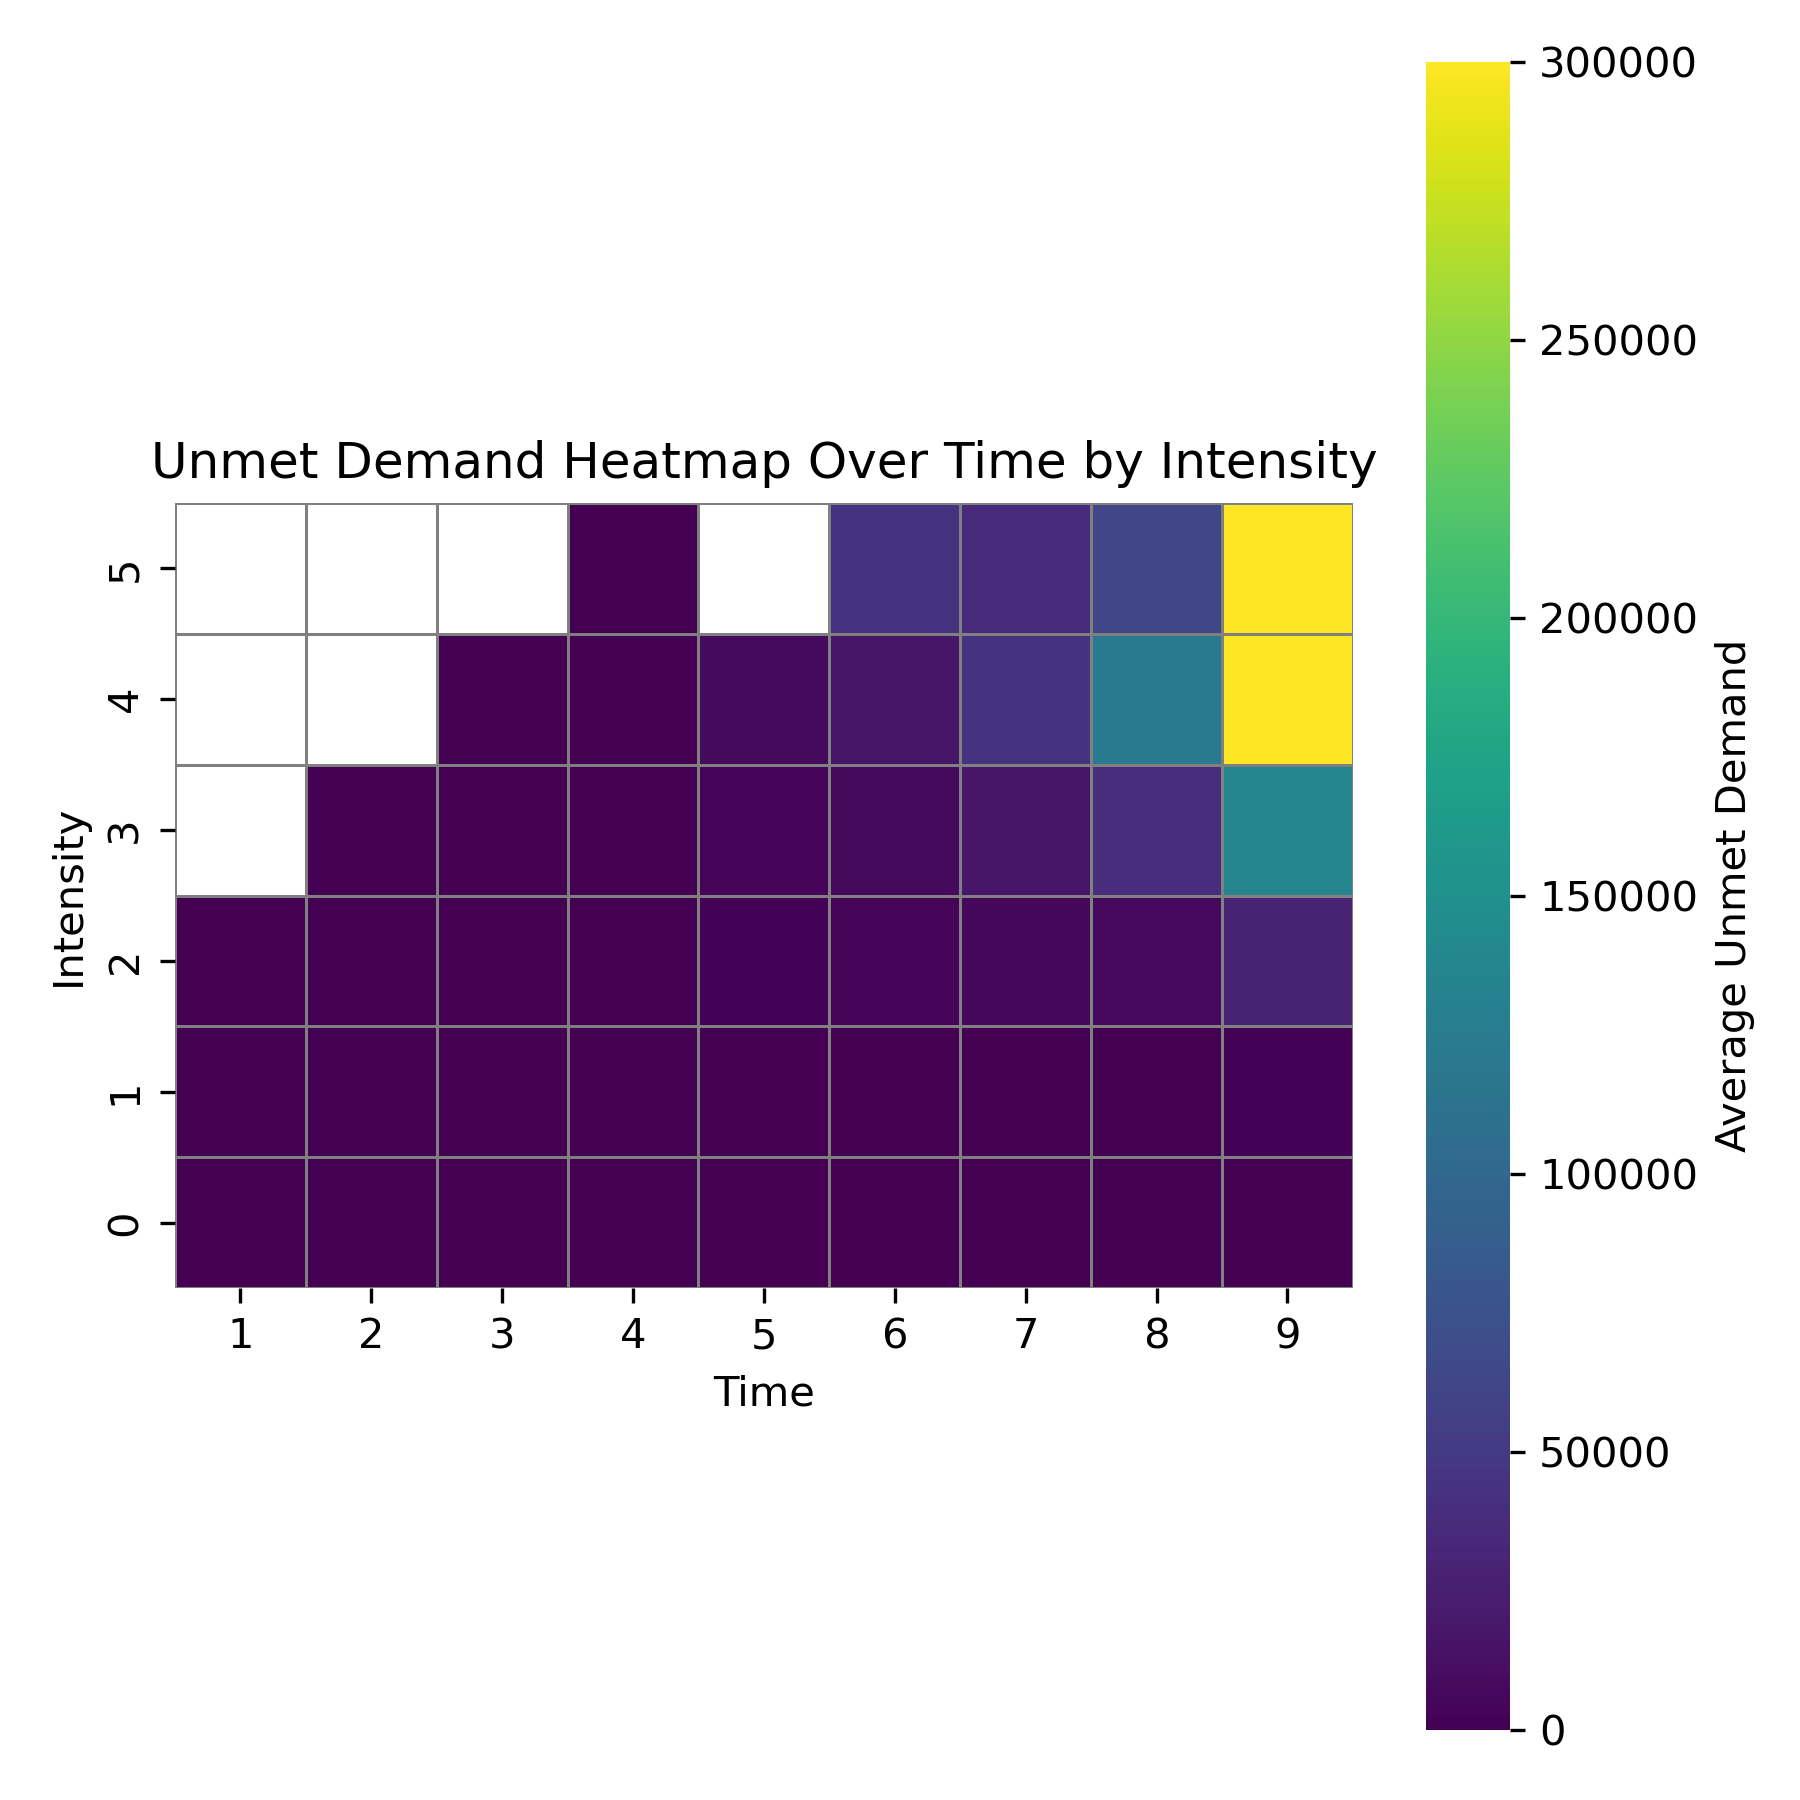 Unmet Demand Heatmap Over Time by Intensity
Intensity
5
4
3
2
1
0
1 2 3 4 5 6 7 8 9
Time
300000
250000
200000
150000
100000
50000
0
Average Unmet Demand